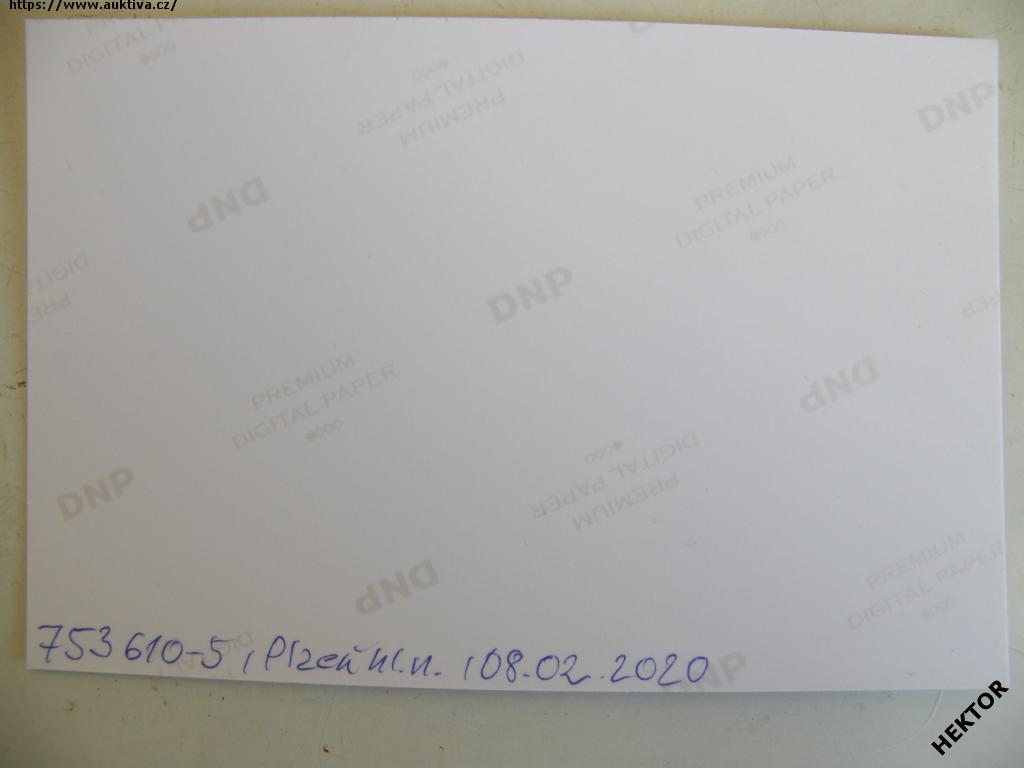 https://www.auktiva.cz/
PREMIUM
DIGITAL PAPER
DNP
DIGITAL PAPER
PREMIUM
DNP
PREMIUM
DIGITAL PAPER
DNP
DIGITAL
DNP
PREMIUM
DIGITAL PAPER
DNP
DIGITAL PAPER
PREMIUM
DNP
PREMIUM
DIGITAL PAPER
DNP
DNP
753 610-5, Plzeň hl.n. , 08.02.2020
HEKTOR